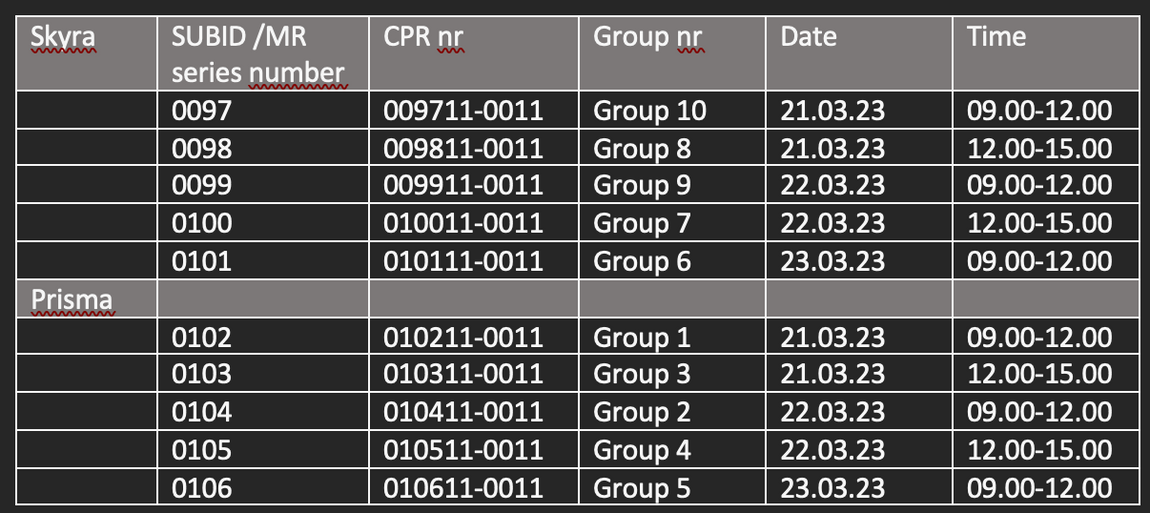 Skyra SUBID /MR series number CPR nr Group nr Date Time
0097 009711-0011 Group 10 21.03.23 09.00-12.00
0098 009811-0011 Group 8 21.03.23 12.00-15.00
0099 009911-0011 Group 9 22.03.23 09.00-12.00
0100 010011-0011 Group 7 22.03.23 12.00-15.00
0101 010111-0011 Group 6 23.03.23 09.00-12.00
Prisma
0102 010211-0011 Group 1 21.03.23 09.00-12.00
0103 010311-0011 Group 3 21.03.23 12.00-15.00
0104 010411-0011 Group 2 22.03.23 09.00-12.00
0105 010511-0011 Group 4 22.03.23 12.00-15.00
0106 010611-0011 Group 5 23.03.23 09.00-12.00